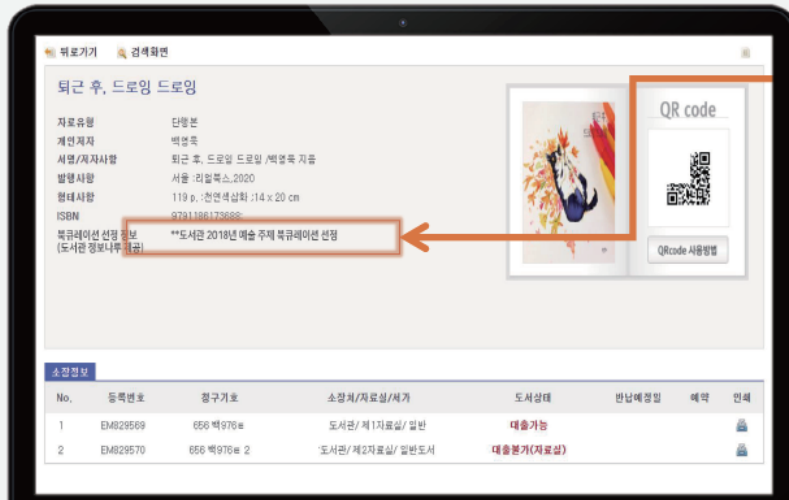 뒤로가기 검색화면
퇴근 후, 드로잉 드로잉
자료유형 단행본
개인저자 백영욱
서명/저자사항 퇴근 후, 드로잉 드로잉 /백영욱 지음
발행사항 서울 :리얼북스,2020
형태사항 119 p. :천연색삽화 ;14 x 20 cm
ISBN 9791186173688:
북큐레이션 선정 정보 **도서관 2018년 예술 주제 북큐레이션 선정
(도서관 정보나루 제공)
QR code
QRcode 사용방법
소장정보
No. 등록번호 청구기호 소장처/자료실/서가 도서상태 반납예정일 예약 인쇄
1 EM829569 656 백976ㅌ 도서관/ 제1자료실/ 일반 대출가능
2 EM829570 656 백976ㅌ 2 도서관/ 제2자료실/ 일반도서 대출불가(자료실)